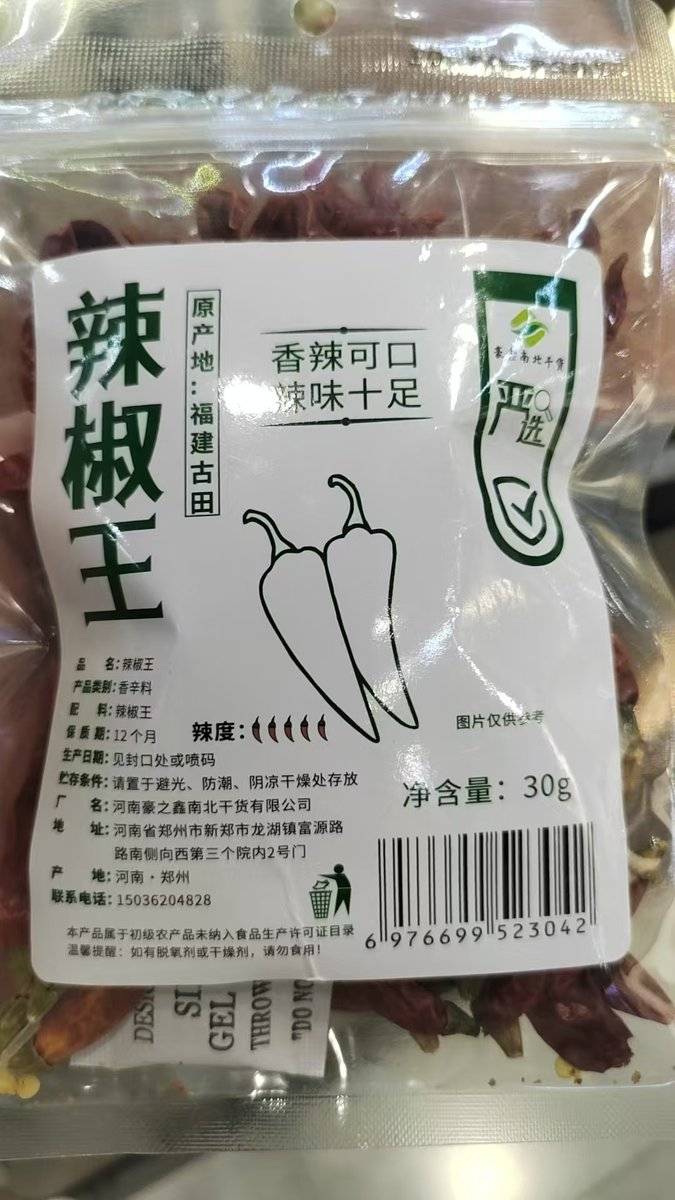 辣椒王
原产地：福建古田
香辣可口
辣味十足
南北干货
严选
品 名：辣椒王
产品类别：香辛料
配 料：辣椒王
保 质 期：12个月
生产日期：见封口处或喷码
贮存条件：请置于避光、防潮、阴凉干燥处存放
厂 名：河南豪之鑫南北干货有限公司
地 址：河南省郑州市新郑市龙湖镇富源路
路南侧向西第三个院内2号门
产 地：河南·郑州
联系电话：15036204828
辣度：
图片仅供参考
净含量：30g
本产品属于初级农产品未纳入食品生产许可证目录
温馨提醒：如有脱氧剂或干燥剂，请勿食用！
6 976699 523042
GEL
THROW
"DO NO